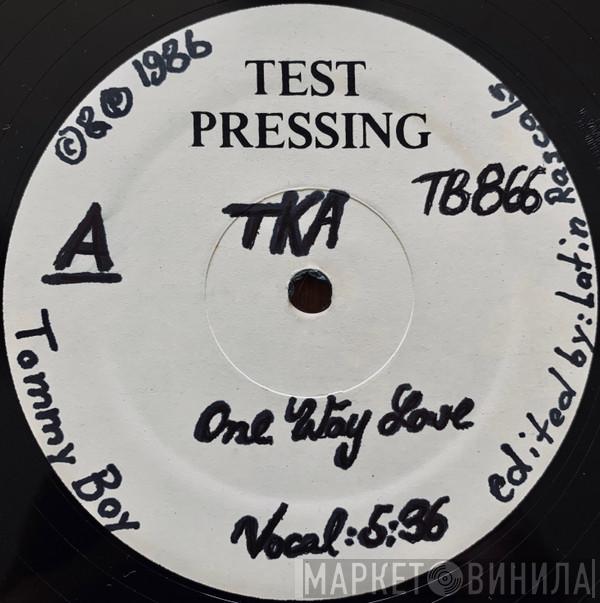 ©&℗ 1986
TEST
PRESSING
TKA
TB866
A
Tommy Boy
edited by: Latin Rascals
One Way Love
Vocal: 5:36
МАРКЕТ ВИНИЛА